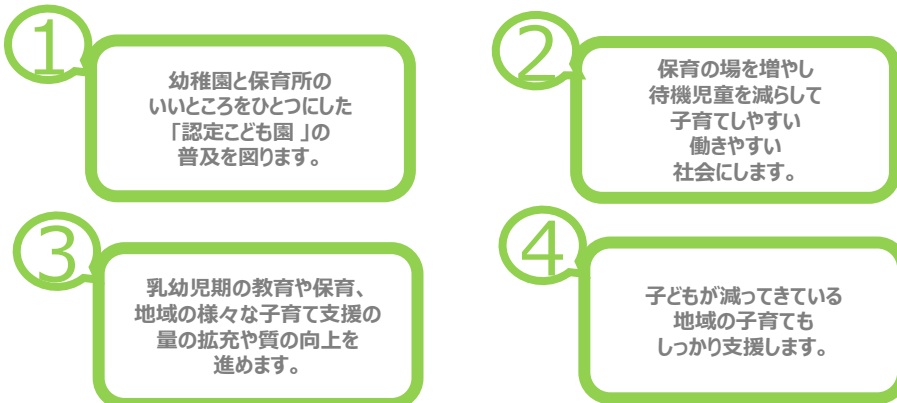 1
幼稚園と保育所の
いいところをひとつにした
「認定こども園 」の
普及を図ります。
2
保育の場を増やし
待機児童を減らして
子育てしやすい
働きやすい
社会にします。
3
乳幼児期の教育や保育、
地域の様々な子育て支援の
量の拡充や質の向上を
進めます。
4
子どもが減ってきている
地域の子育ても
しっかり支援します。